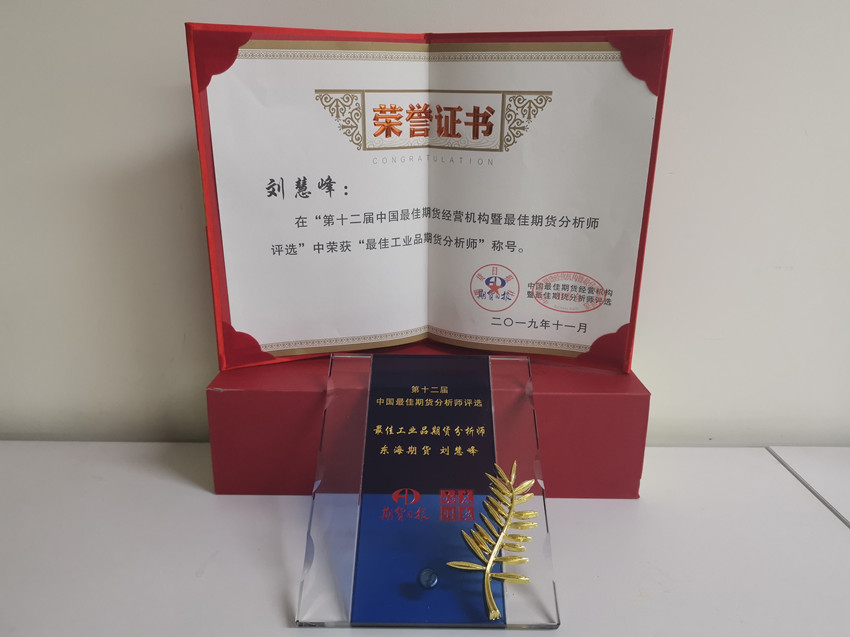 荣誉证书
CONGRATULATION
刘慧峰：
在“第十二届中国最佳期货经营机构暨最佳期货分析师
评选”中荣获“最佳工业品期货分析师”称号。
期货日报
中国最佳期货经营机构
暨最佳期货分析师评选
二〇一九年十一月
第十二届
中国最佳期货分析师评选
最佳工业品期货分析师
东海期货 刘慧峰
期货日报